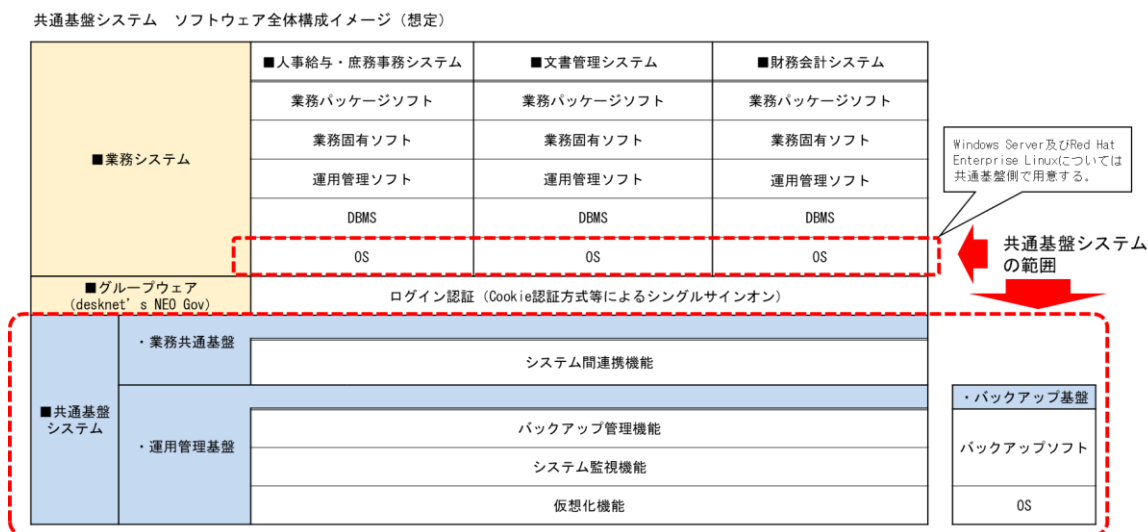 共通基盤システム　ソフトウェア全体構成イメージ（想定）
■業務システム
■人事給与・庶務事務システム
■文書管理システム
■財務会計システム
業務パッケージソフト
業務パッケージソフト
業務パッケージソフト
業務固有ソフト
業務固有ソフト
業務固有ソフト
運用管理ソフト
運用管理ソフト
運用管理ソフト
DBMS
DBMS
DBMS
OS
OS
OS
Windows Server及びRed Hat
Enterprise Linuxについては
共通基盤側で用意する。
共通基盤システム
の範囲
■グループウェア
(desknet’s NEO Gov)
ログイン認証（Cookie認証方式等によるシングルサインオン）
■共通基盤
システム
・業務共通基盤
システム間連携機能
・運用管理基盤
バックアップ管理機能
システム監視機能
仮想化機能
・バックアップ基盤
バックアップソフト
OS